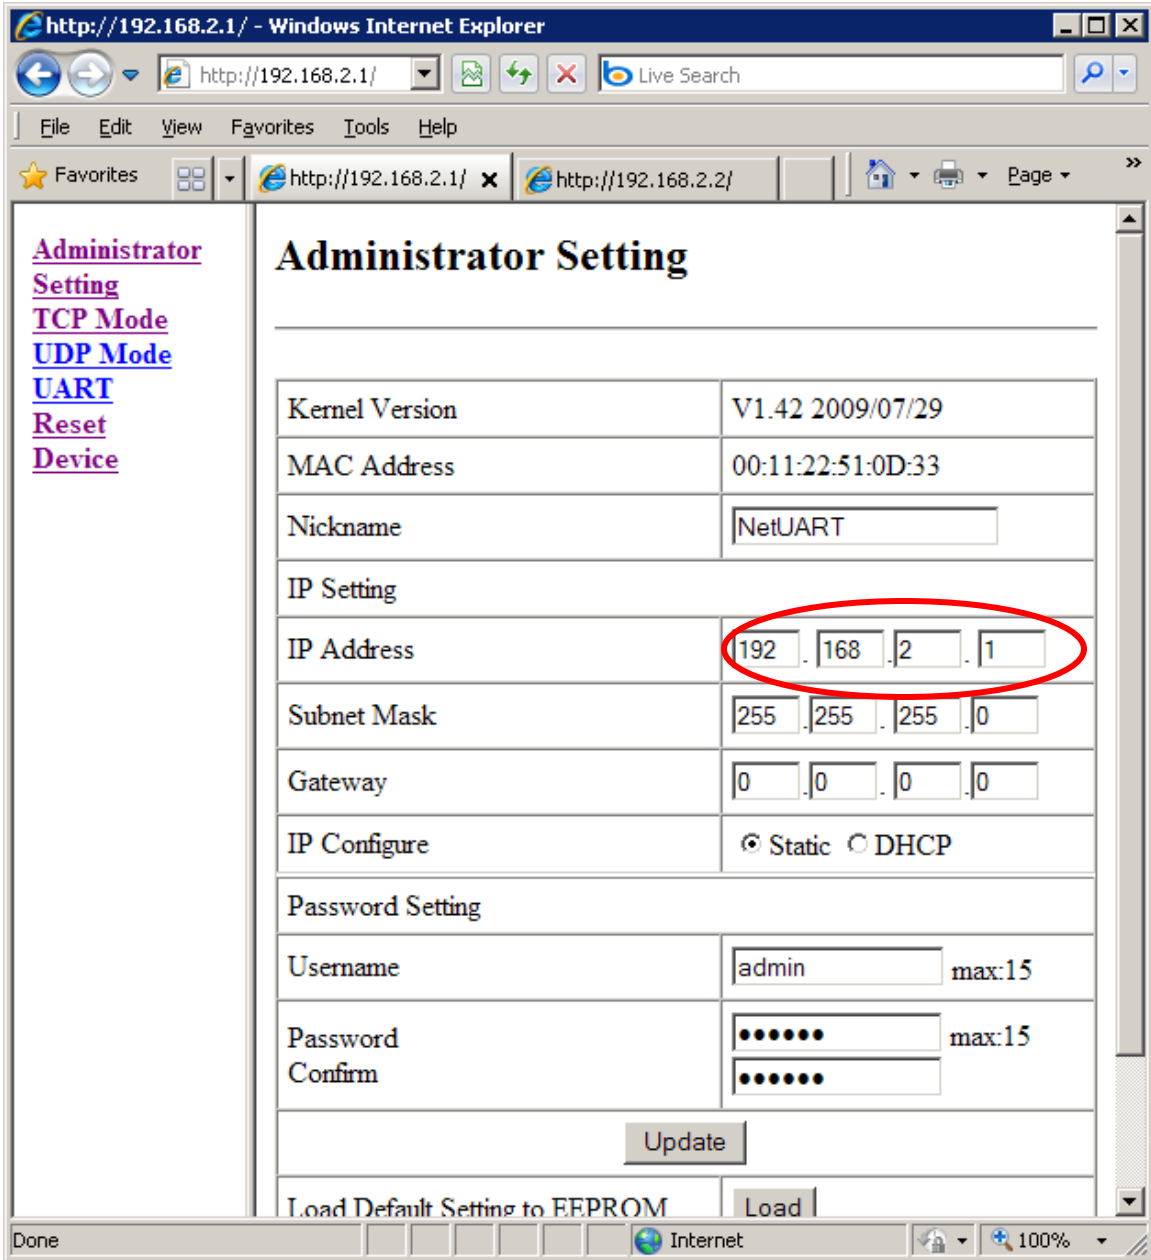 http://192.168.2.1/ - Windows Internet Explorer
http://192.168.2.1/ Live Search
File Edit View Favorites Tools Help
Favorites http://192.168.2.1/ http://192.168.2.2/ Page
Administrator
Setting
TCP Mode
UDP Mode
UART
Reset
Device
Administrator Setting
Kernel Version V1.42 2009/07/29
MAC Address 00:11:22:51:0D:33
Nickname NetUART
IP Setting
IP Address 192 . 168 . 2 . 1
Subnet Mask 255 . 255 . 255 . 0
Gateway 0 . 0 . 0 . 0
IP Configure Static DHCP
Password Setting
Username admin max:15
Password •••••• max:15
Confirm ••••••
Update
Load Default Setting to EEPROM Load
Done Internet 100%